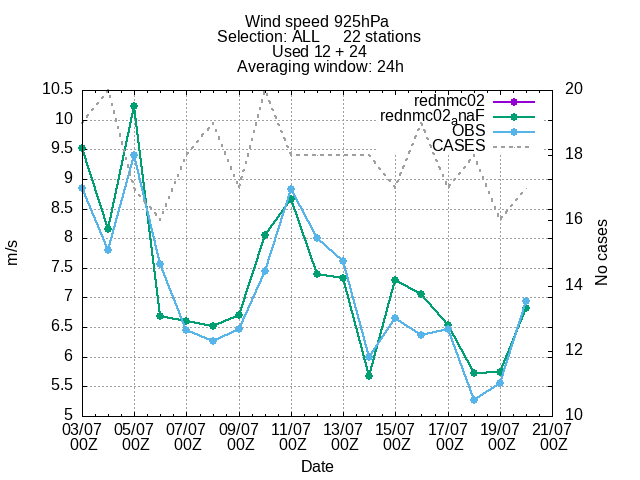 Wind speed 925hPa
Selection: ALL 22 stations
Used 12 + 24
Averaging window: 24h
rednmc02
rednmc02anaF
OBS
CASES
m/s
10.5
10
9.5
9
8.5
8
7.5
7
6.5
6
5.5
5
20
18
16
14
12
10
No cases
03/07 05/07 07/07 09/07 11/07 13/07 15/07 17/07 19/07 21/07
00Z 00Z 00Z 00Z 00Z 00Z 00Z 00Z 00Z 00Z
Date